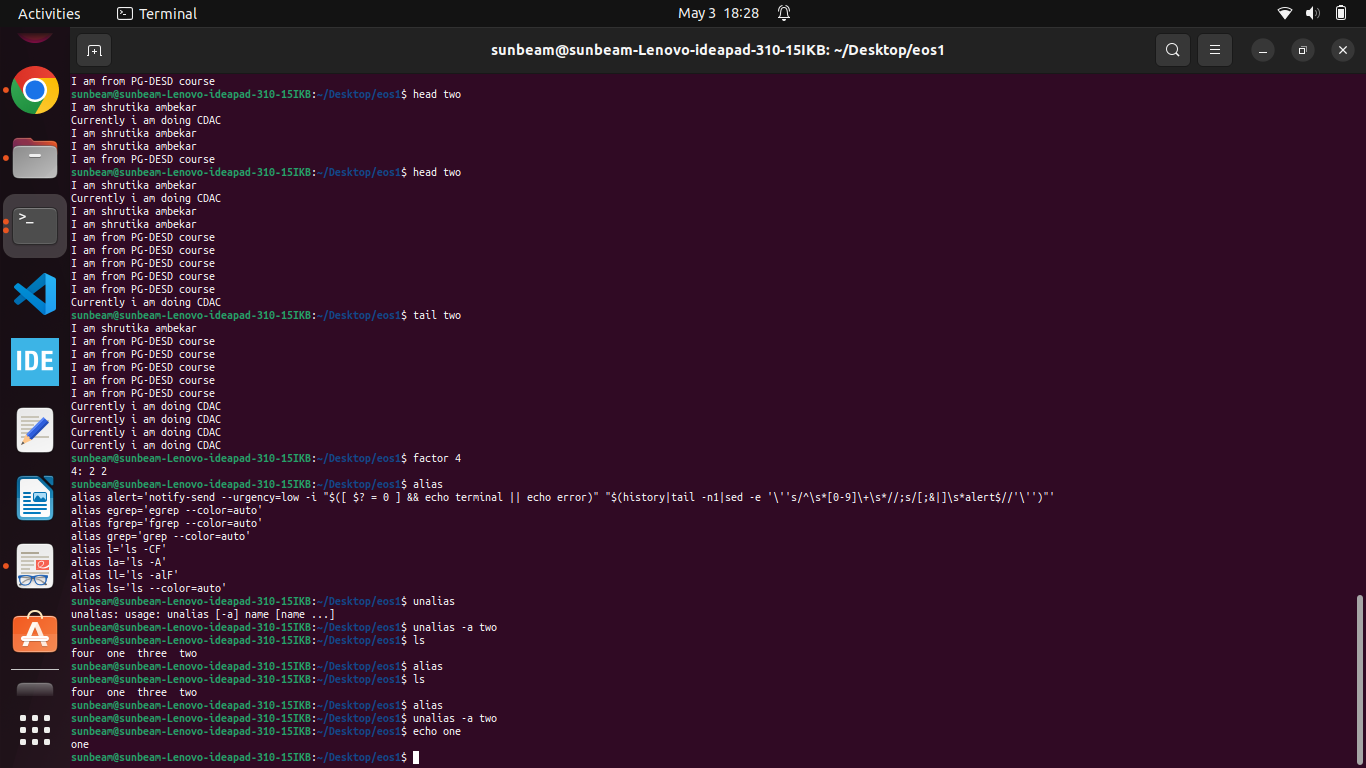 Activities
Terminal
May 3 18:28
sunbeam@sunbeam-Lenovo-ideapad-310-15IKB: ~/Desktop/eos1
I am from PG-DESD course
sunbeam@sunbeam-Lenovo-ideapad-310-15IKB:~/Desktop/eos1$ head two
I am shrutika ambekar
Currently i am doing CDAC
I am shrutika ambekar
I am shrutika ambekar
I am from PG-DESD course
sunbeam@sunbeam-Lenovo-ideapad-310-15IKB:~/Desktop/eos1$ head two
I am shrutika ambekar
Currently i am doing CDAC
I am shrutika ambekar
I am shrutika ambekar
I am from PG-DESD course
I am from PG-DESD course
I am from PG-DESD course
I am from PG-DESD course
I am from PG-DESD course
Currently i am doing CDAC
sunbeam@sunbeam-Lenovo-ideapad-310-15IKB:~/Desktop/eos1$ tail two
I am shrutika ambekar
I am from PG-DESD course
I am from PG-DESD course
I am from PG-DESD course
I am from PG-DESD course
I am from PG-DESD course
Currently i am doing CDAC
Currently i am doing CDAC
Currently i am doing CDAC
Currently i am doing CDAC
sunbeam@sunbeam-Lenovo-ideapad-310-15IKB:~/Desktop/eos1$ factor 4
4: 2 2
sunbeam@sunbeam-Lenovo-ideapad-310-15IKB:~/Desktop/eos1$ alias
alias alert='notify-send --urgency=low -i "$([ $? = 0 ] && echo terminal || echo error)" "$(history|tail -n1|sed -e '\''s/^\s*[0-9]\+\s*//;s/[;&|]\s*alert$//'\'')"'
alias egrep='egrep --color=auto'
alias fgrep='fgrep --color=auto'
alias grep='grep --color=auto'
alias l='ls -CF'
alias la='ls -A'
alias ll='ls -alF'
alias ls='ls --color=auto'
sunbeam@sunbeam-Lenovo-ideapad-310-15IKB:~/Desktop/eos1$ unalias
unalias: usage: unalias [-a] name [name ...]
sunbeam@sunbeam-Lenovo-ideapad-310-15IKB:~/Desktop/eos1$ unalias -a two
sunbeam@sunbeam-Lenovo-ideapad-310-15IKB:~/Desktop/eos1$ ls
four  one  three  two
sunbeam@sunbeam-Lenovo-ideapad-310-15IKB:~/Desktop/eos1$ alias
sunbeam@sunbeam-Lenovo-ideapad-310-15IKB:~/Desktop/eos1$ ls
four  one  three  two
sunbeam@sunbeam-Lenovo-ideapad-310-15IKB:~/Desktop/eos1$ alias
sunbeam@sunbeam-Lenovo-ideapad-310-15IKB:~/Desktop/eos1$ unalias -a two
sunbeam@sunbeam-Lenovo-ideapad-310-15IKB:~/Desktop/eos1$ echo one
one
sunbeam@sunbeam-Lenovo-ideapad-310-15IKB:~/Desktop/eos1$
IDE